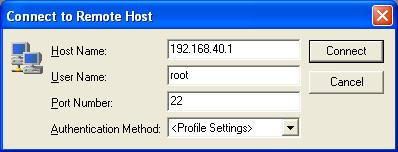 Connect to Remote Host
Host Name: 192.168.40.1 Connect
User Name: root Cancel
Port Number: 22
Authentication Method: <Profile Settings>